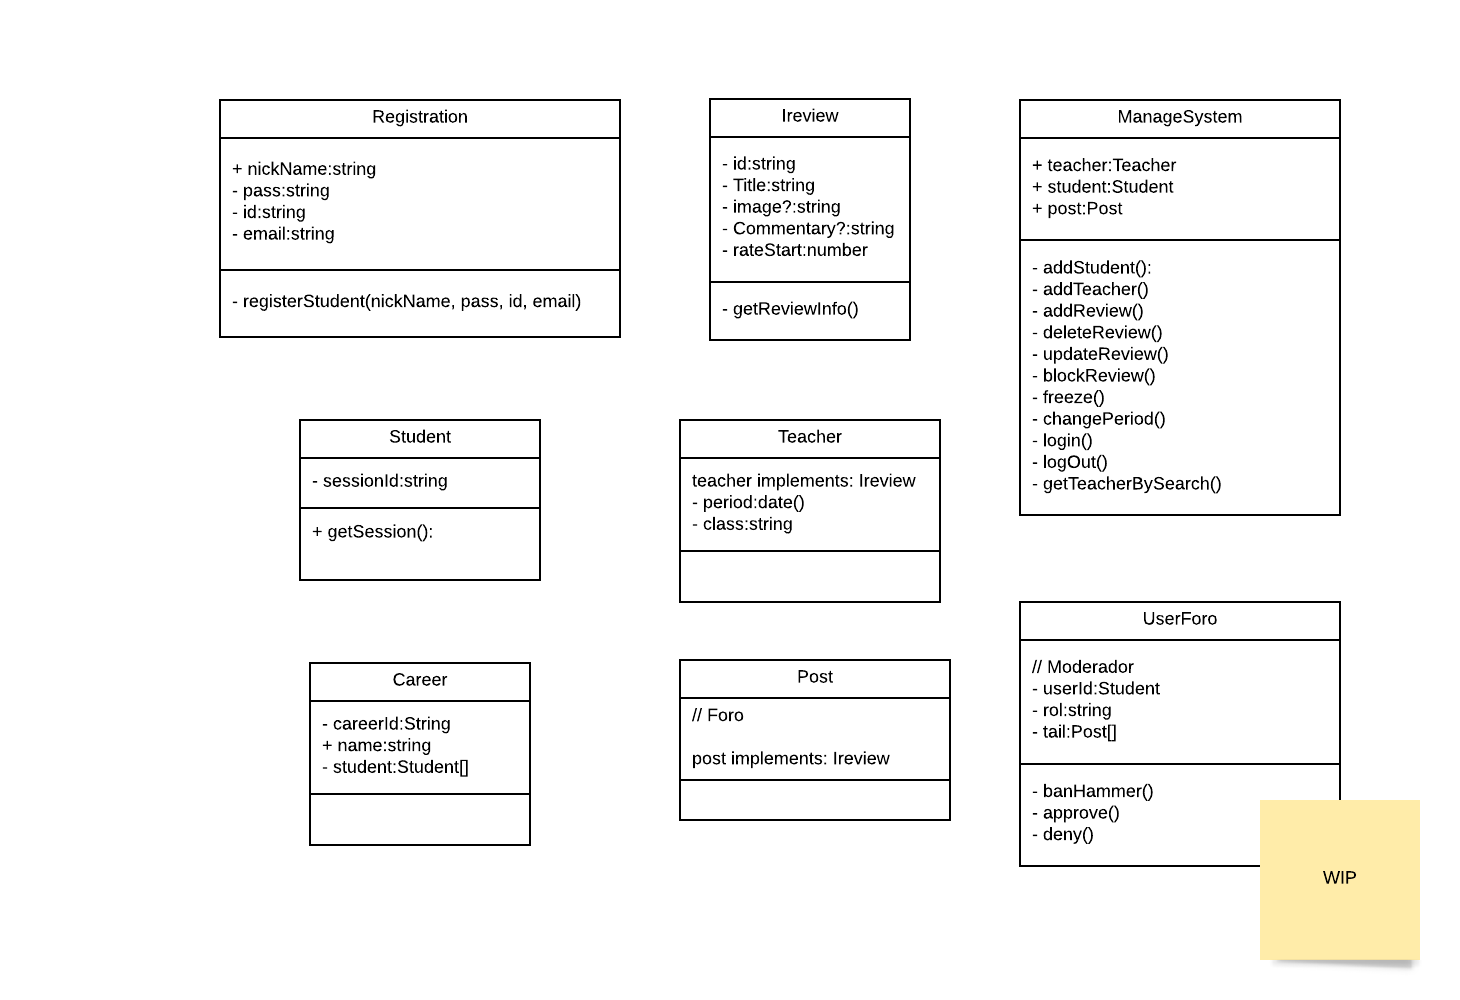 Registration
+ nickName:string
- pass:string
- id:string
- email:string
- registerStudent(nickName, pass, id, email)
Ireview
- id:string
- Title:string
- image?:string
- Commentary?:string
- rateStart:number
- getReviewInfo()
ManageSystem
+ teacher:Teacher
+ student:Student
+ post:Post
- addStudent():
- addTeacher()
- addReview()
- deleteReview()
- updateReview()
- blockReview()
- freeze()
- changePeriod()
- login()
- logOut()
- getTeacherBySearch()
Student
- sessionId:string
+ getSession():
Teacher
teacher implements: Ireview
- period:date()
- class:string
Career
- careerId:String
+ name:string
- student:Student[]
Post
// Foro
post implements: Ireview
UserForo
// Moderador
- userId:Student
- rol:string
- tail:Post[]
- banHammer()
- approve()
- deny()
WIP